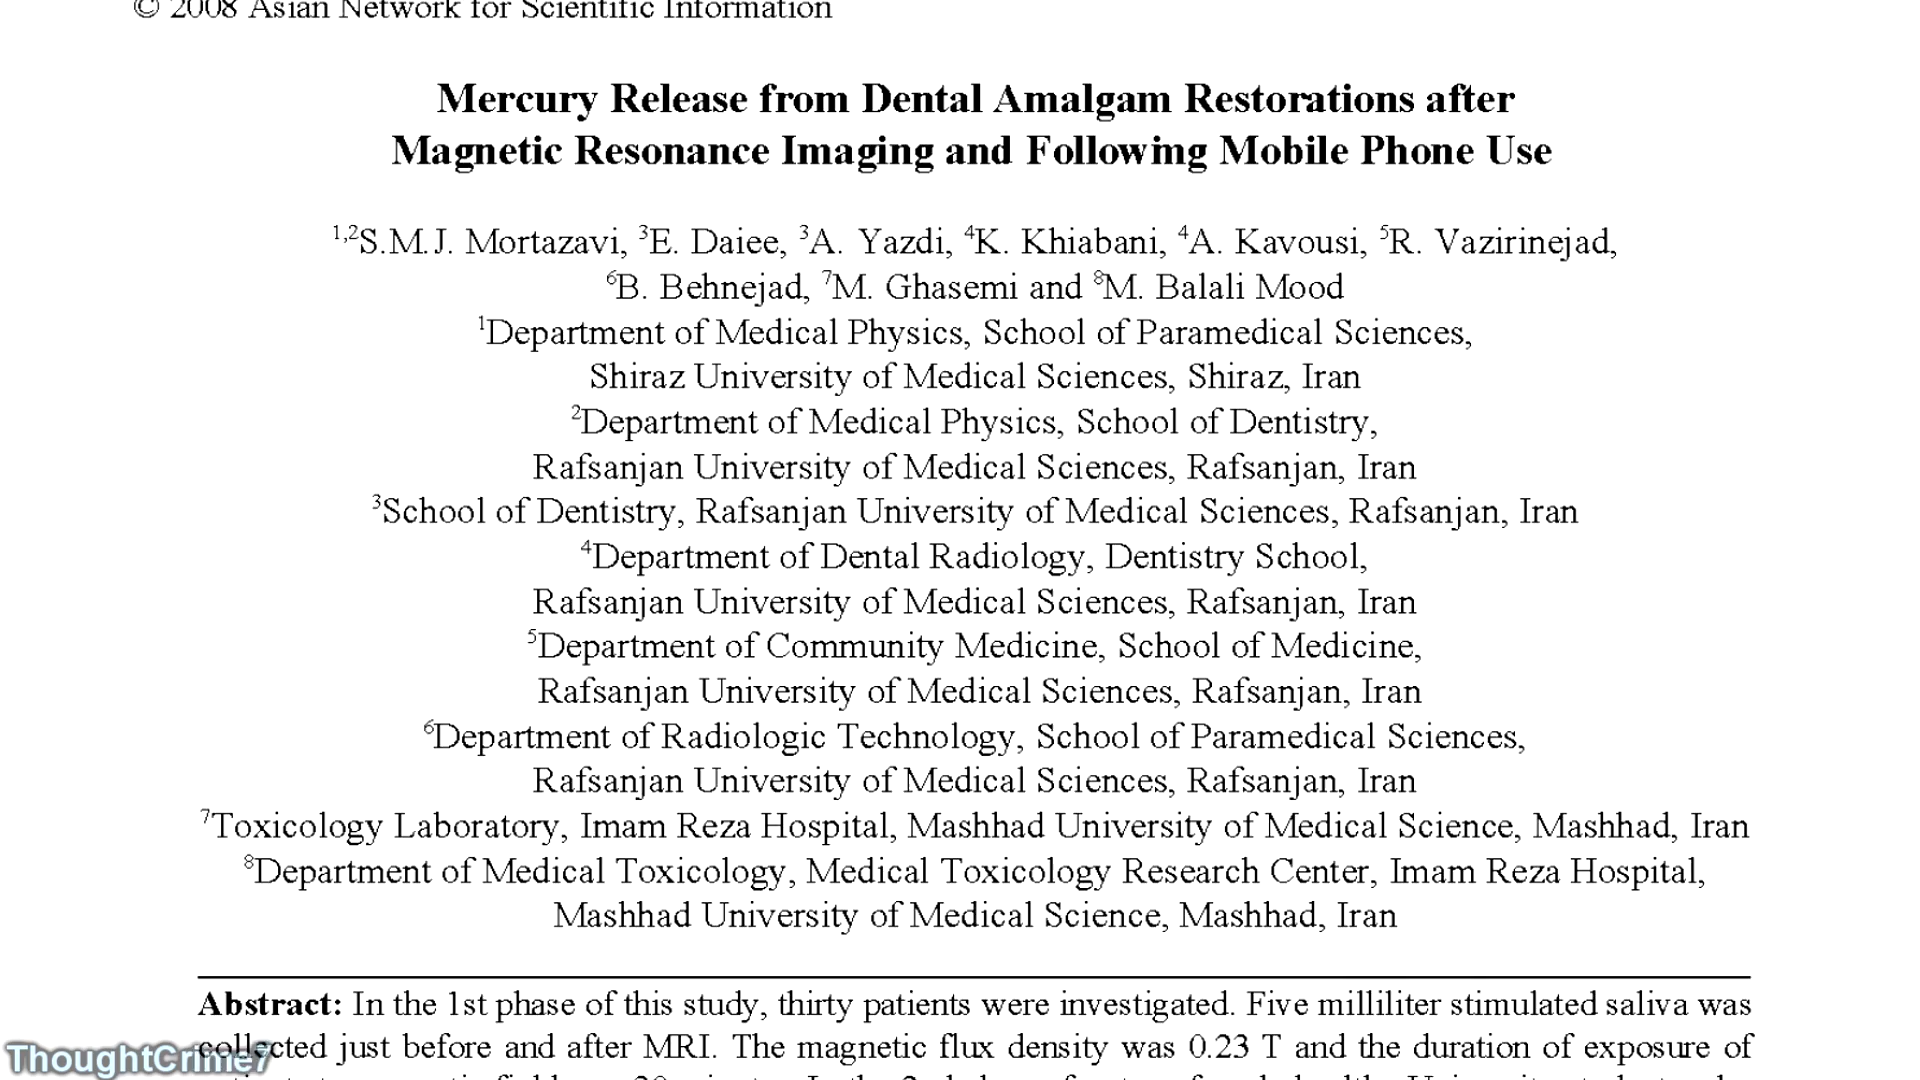 © 2008 Asian Network for Scientific Information
Mercury Release from Dental Amalgam Restorations after
Magnetic Resonance Imaging and Following Mobile Phone Use
1,2S.M.J. Mortazavi, 3E. Daiee, 3A. Yazdi, 4K. Khiabani, 4A. Kavousi, 5R. Vazirinejad,
6B. Behnejad, 7M. Ghasemi and 8M. Balali Mood
1Department of Medical Physics, School of Paramedical Sciences,
Shiraz University of Medical Sciences, Shiraz, Iran
2Department of Medical Physics, School of Dentistry,
Rafsanjan University of Medical Sciences, Rafsanjan, Iran
3School of Dentistry, Rafsanjan University of Medical Sciences, Rafsanjan, Iran
4Department of Dental Radiology, Dentistry School,
Rafsanjan University of Medical Sciences, Rafsanjan, Iran
5Department of Community Medicine, School of Medicine,
Rafsanjan University of Medical Sciences, Rafsanjan, Iran
6Department of Radiologic Technology, School of Paramedical Sciences,
Rafsanjan University of Medical Sciences, Rafsanjan, Iran
7Toxicology Laboratory, Imam Reza Hospital, Mashhad University of Medical Science, Mashhad, Iran
8Department of Medical Toxicology, Medical Toxicology Research Center, Imam Reza Hospital,
Mashhad University of Medical Science, Mashhad, Iran
Abstract: In the 1st phase of this study, thirty patients were investigated. Five milliliter stimulated saliva was
collected just before and after MRI. The magnetic flux density was 0.23 T and the duration of exposure of
ThoughtCrime7